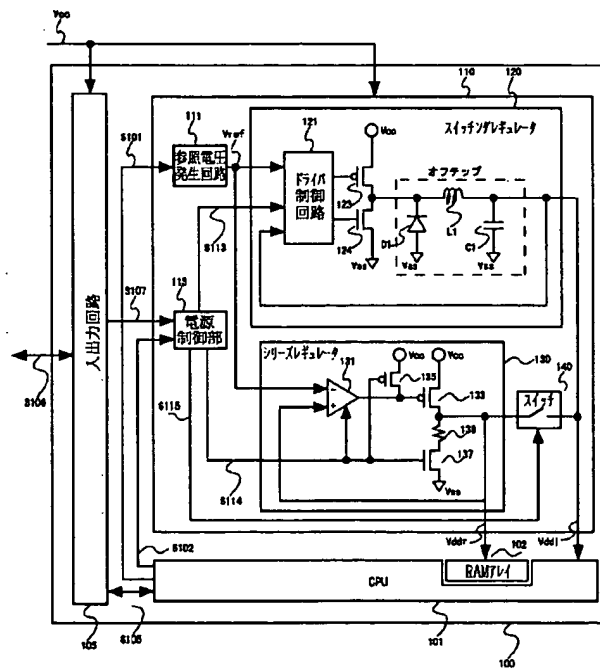 Vcc
110
120
111
S101
参照電圧
発生回路
Vref
121
ドライバ
制御
回路
Vcc
スイッチングレギュレータ
オフチップ
123
124
Vss
D1
Vss
L1
C1
Vss
S113
S107
113
電源
制御部
入出力回路
S106
シリーズレギュレータ
131
Vcc
135
Vcc
130
133
140
スイッチ
138
137
Vss
S115
S114
S102
Vddr
102
Vddi
RAMアレイ
CPU
105
S105
101
100